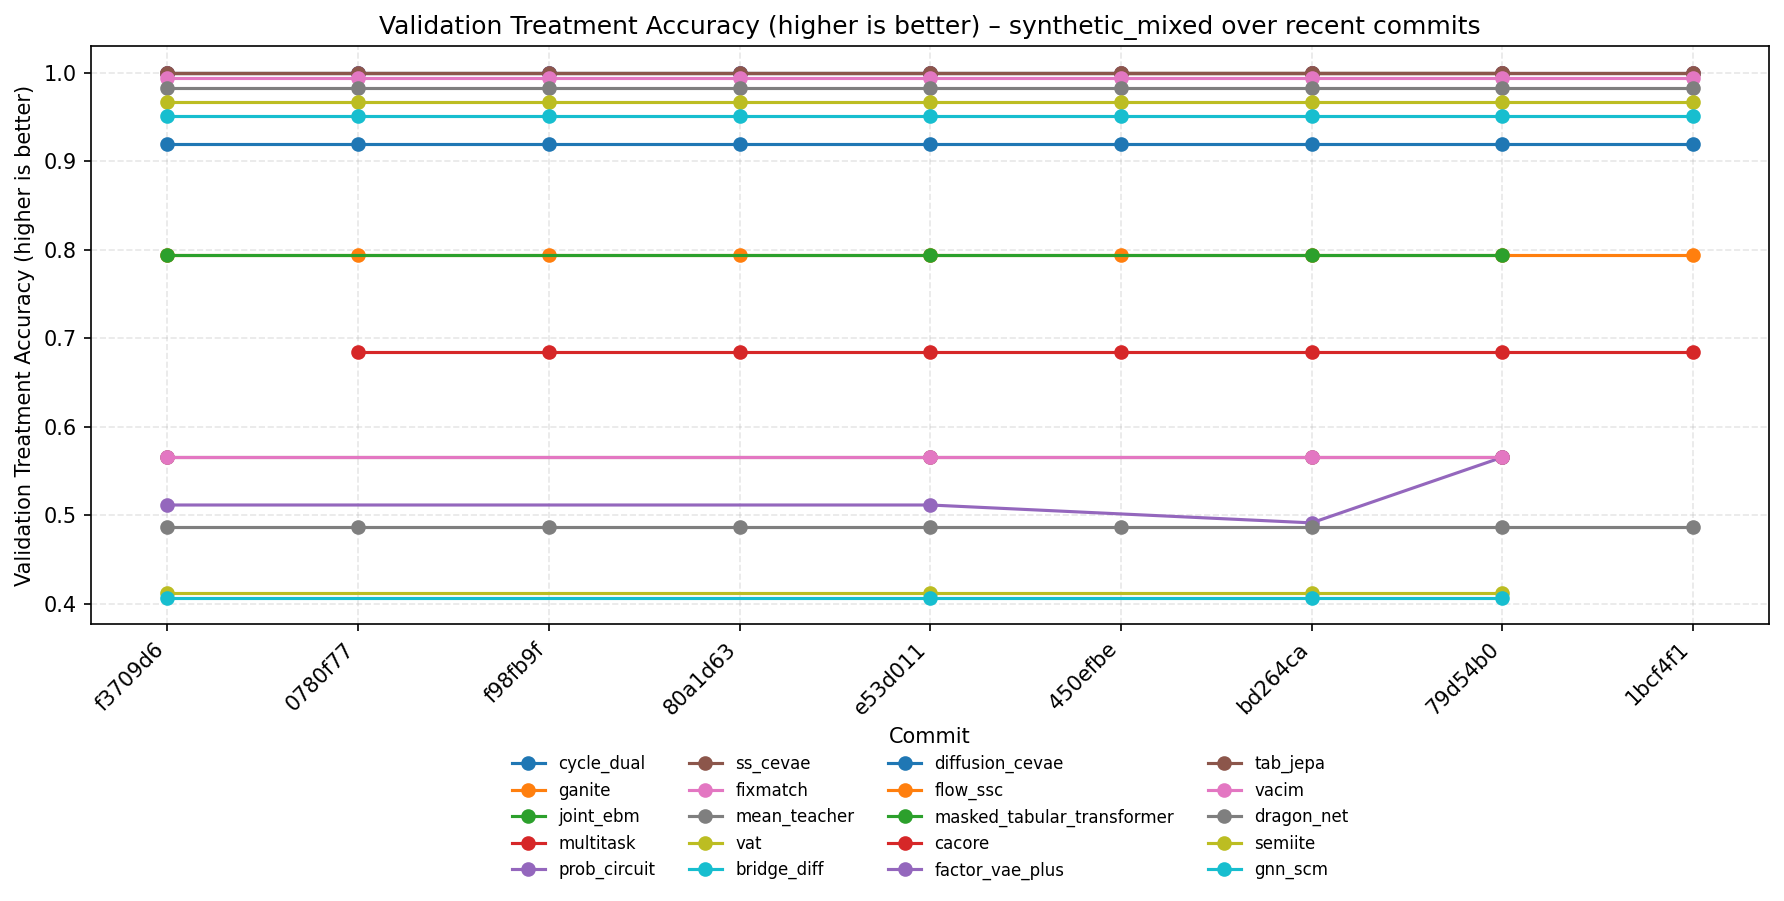 Validation Treatment Accuracy (higher is better) – synthetic_mixed over recent commits
Validation Treatment Accuracy (higher is better)
1.0
0.9
0.8
0.7
0.6
0.5
0.4
f3709d6
0780f77
f98fb9f
80a1d63
e53d011
450efbe
bd264ca
79d54b0
1bcf4f1
Commit
cycle_dual
ganite
joint_ebm
multitask
prob_circuit
ss_cevae
fixmatch
mean_teacher
vat
bridge_diff
diffusion_cevae
flow_ssc
masked_tabular_transformer
cacore
factor_vae_plus
tab_jepa
vacim
dragon_net
semiite
gnn_scm